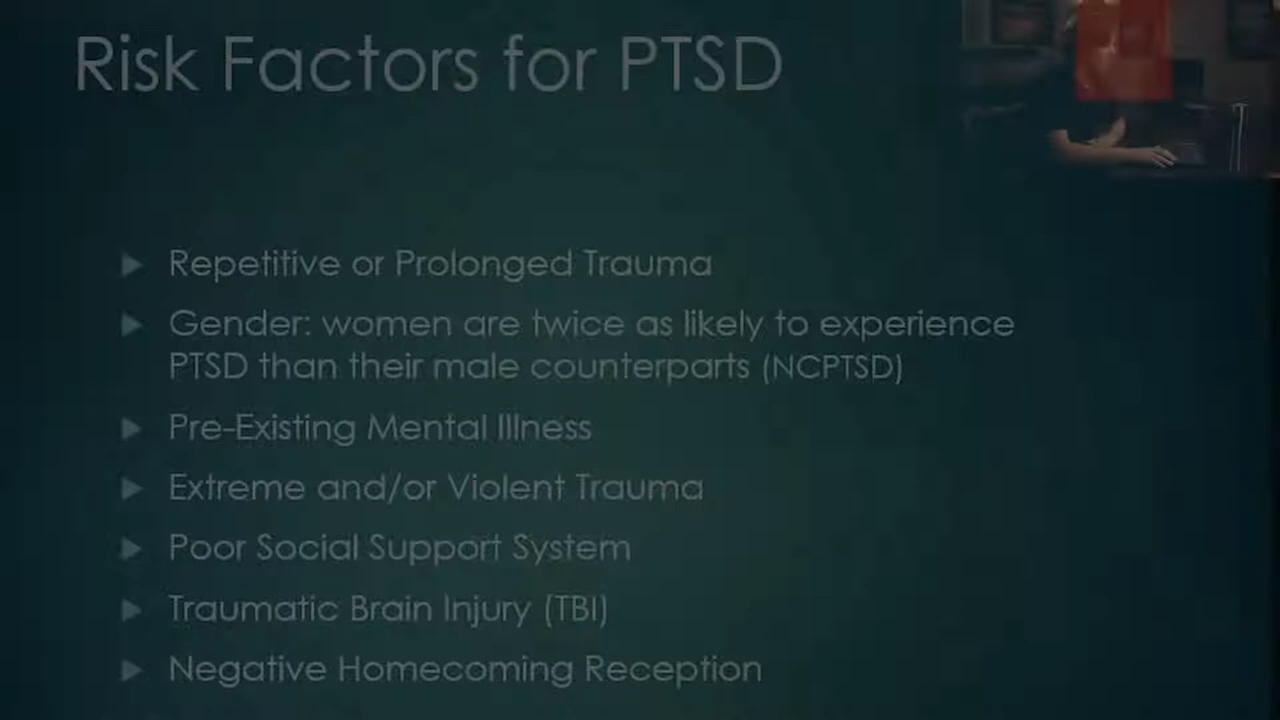 Risk Factors for PTSD
Repetitive or Prolonged Trauma
Gender: women are twice as likely to experience
PTSD than their male counterparts (NCPTSD)
Pre-Existing Mental Illness
Extreme and/or Violent Trauma
Poor Social Support System
Traumatic Brain Injury (TBI)
Negative Homecoming Reception